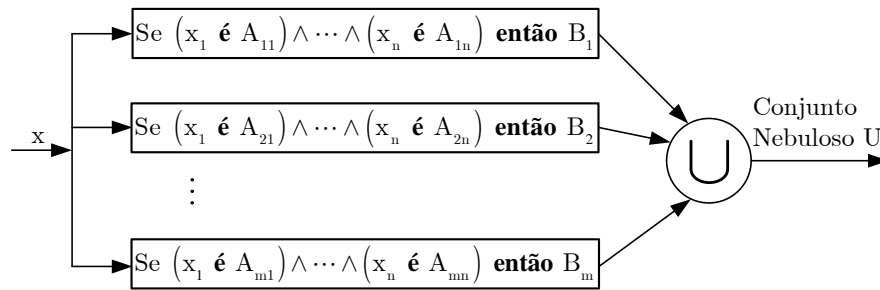 Se (x₁ é A₁₁) ∧ ⋯ ∧ (xₙ é A₁ₙ) então B₁
x
Se (x₁ é A₂₁) ∧ ⋯ ∧ (xₙ é A₂ₙ) então B₂
⋮
Se (x₁ é Aₘ₁) ∧ ⋯ ∧ (xₙ é Aₘₙ) então Bₘ
∪
Conjunto
Nebuloso U